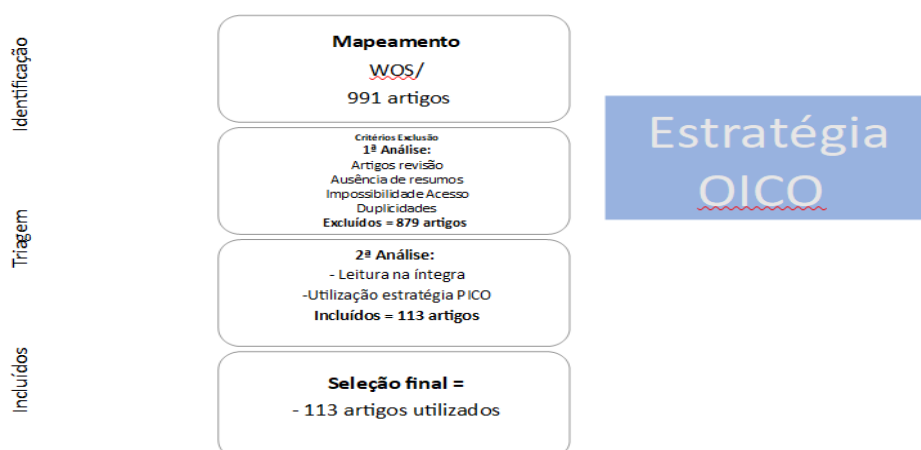 Identificação
Mapeamento
WOS/
991 artigos
Critérios Exclusão
1ª Análise:
Artigos revisão
Ausência de resumos
Impossibilidade Acesso
Duplicidades
Excluídos = 879 artigos
Estratégia
OICO
Triagem
2ª Análise:
- Leitura na íntegra
-Utilização estratégia PICO
Incluídos = 113 artigos
Incluídos
Seleção final =
- 113 artigos utilizados